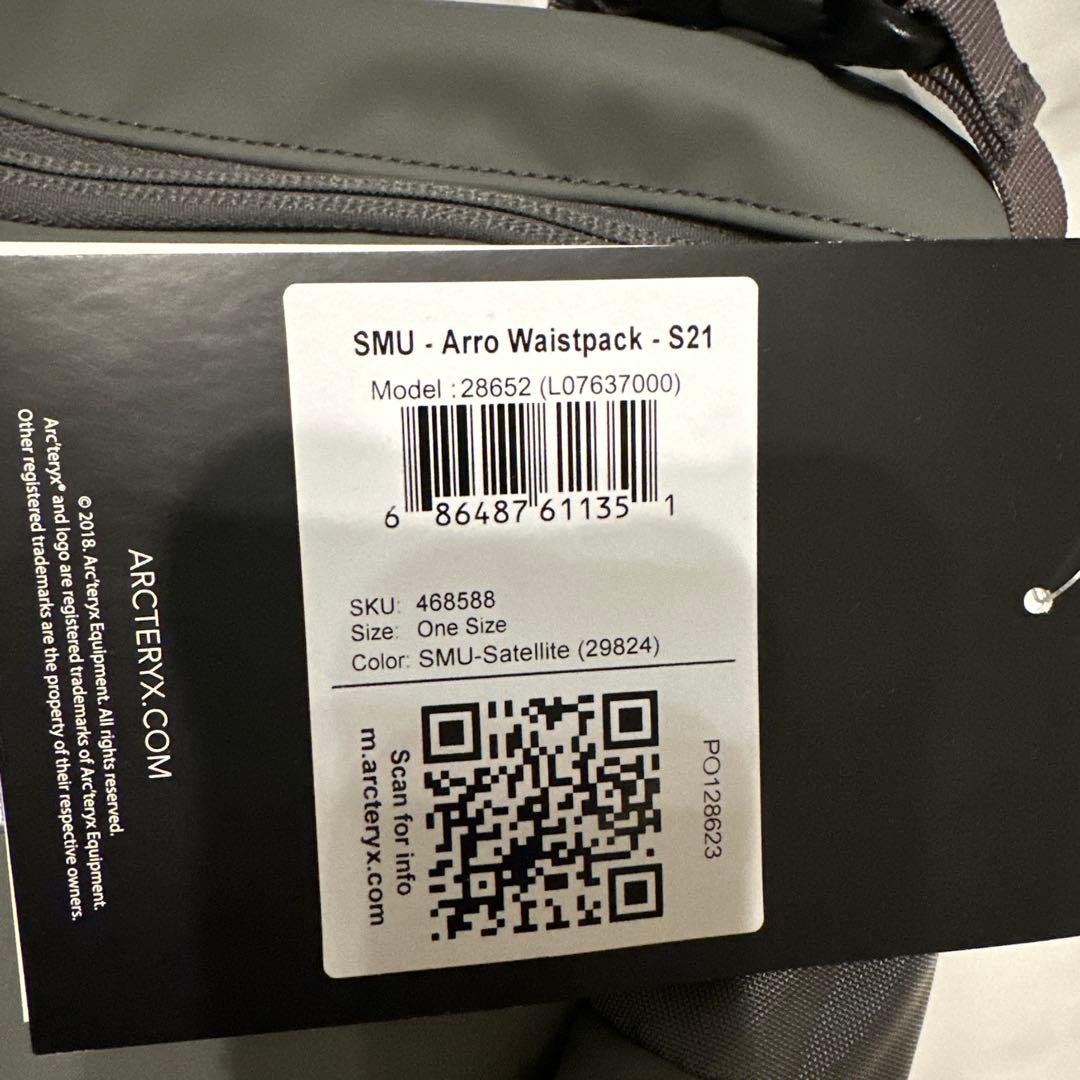 SMU - Arro Waistpack - S21
Model : 28652 (L07637000)
6 86487 61135 1
SKU: 468588
Size: One Size
Color: SMU-Satellite (29824)
Scan for info
m.arcteryx.com
PO128623
ARCTERYX.COM
© 2018. Arc'teryx Equipment. All rights reserved.
Arc'teryx® and logo are registered trademarks of Arc'teryx Equipment.
Other registered trademarks are the property of their respective owners.